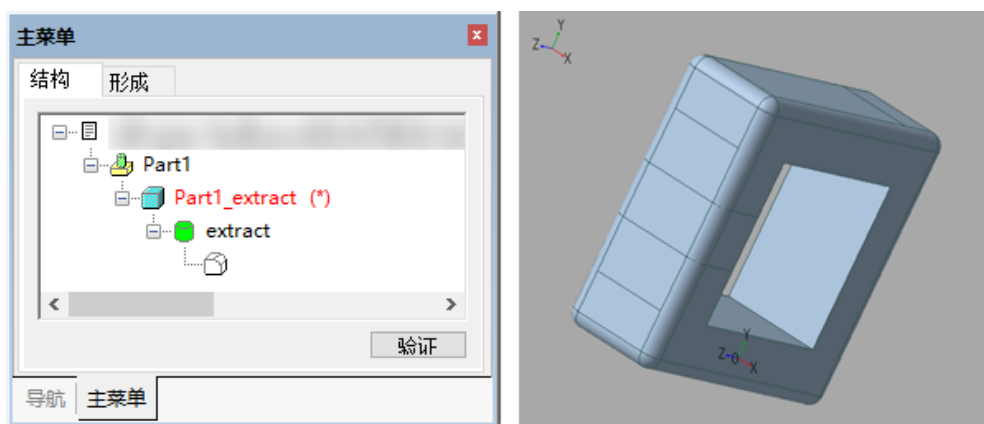 主菜单
x
结构 形成
Part1
Part1_extract (*)
extract
验证
导航 主菜单
Y
Z
X
Y
Z
X